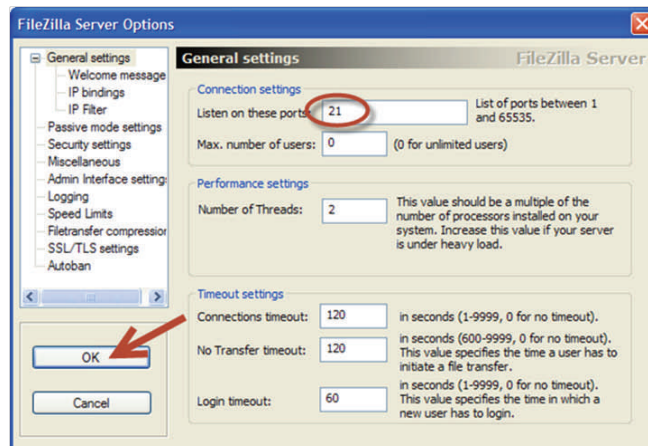 FileZilla Server Options
General settings
Welcome message
IP bindings
IP Filter
Passive mode settings
Security settings
Miscellaneous
Admin Interface setting
Logging
Speed Limits
Filetransfer compression
SSL/TLS settings
Autoban
OK
Cancel
General settings
FileZilla Server
Connection settings
Listen on these ports: 21
List of ports between 1
and 65535.
Max. number of users: 0 (0 for unlimited users)
Performance settings
Number of Threads: 2
This value should be a multiple of the
number of processors installed on your
system. Increase this value if your server
is under heavy load.
Timeout settings
Connections timeout: 120 in seconds (1-9999, 0 for no timeout).
No Transfer timeout: 120
in seconds (600-9999, 0 for no timeout).
This value specifies the time a user has to
initiate a file transfer.
Login timeout: 60
in seconds (1-9999, 0 for no timeout).
This value specifies the time in which a
new user has to login.